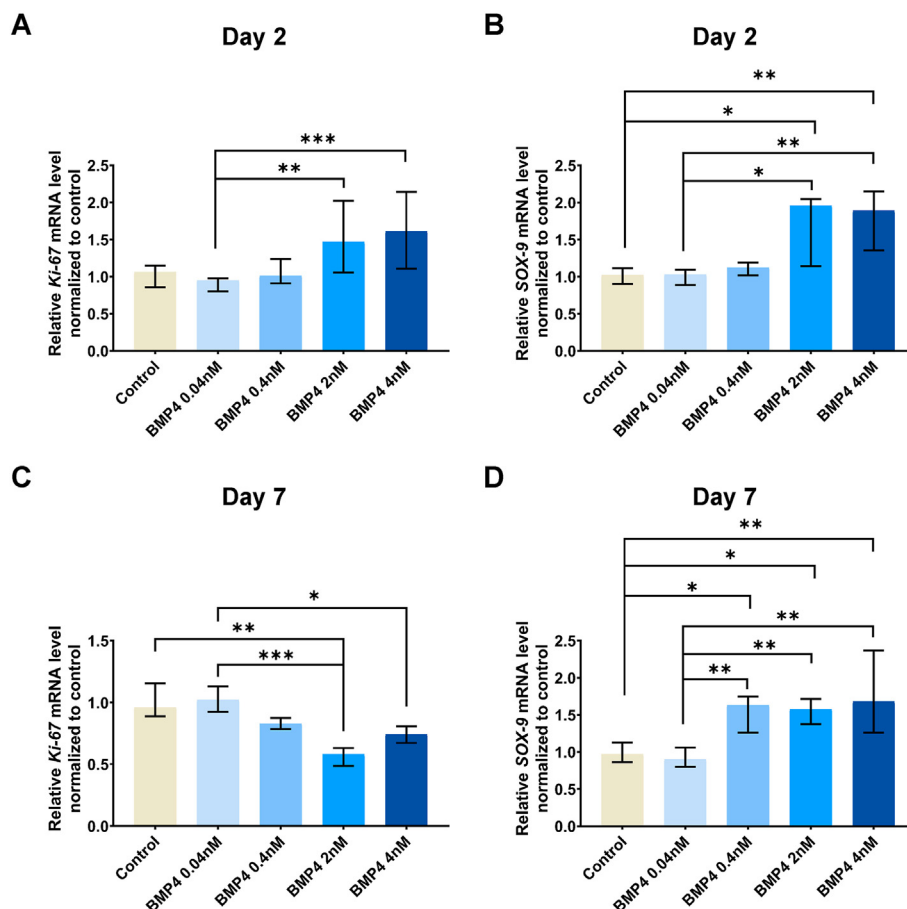 A
Day 2
Relative Ki-67 mRNA level
normalized to control
***
**
2.5
2.0
1.5
1.0
0.5
0.0
Control
BMP4 0.04nM
BMP4 0.4nM
BMP4 2nM
BMP4 4nM
B
Day 2
Relative SOX-9 mRNA level
normalized to control
**
*
**
*
2.5
2.0
1.5
1.0
0.5
0.0
Control
BMP4 0.04nM
BMP4 0.4nM
BMP4 2nM
BMP4 4nM
C
Day 7
Relative Ki-67 mRNA level
normalized to control
*
**
***
1.5
1.0
0.5
0.0
Control
BMP4 0.04nM
BMP4 0.4nM
BMP4 2nM
BMP4 4nM
D
Day 7
Relative SOX-9 mRNA level
normalized to control
**
*
*
**
**
**
2.5
2.0
1.5
1.0
0.5
0.0
Control
BMP4 0.04nM
BMP4 0.4nM
BMP4 2nM
BMP4 4nM